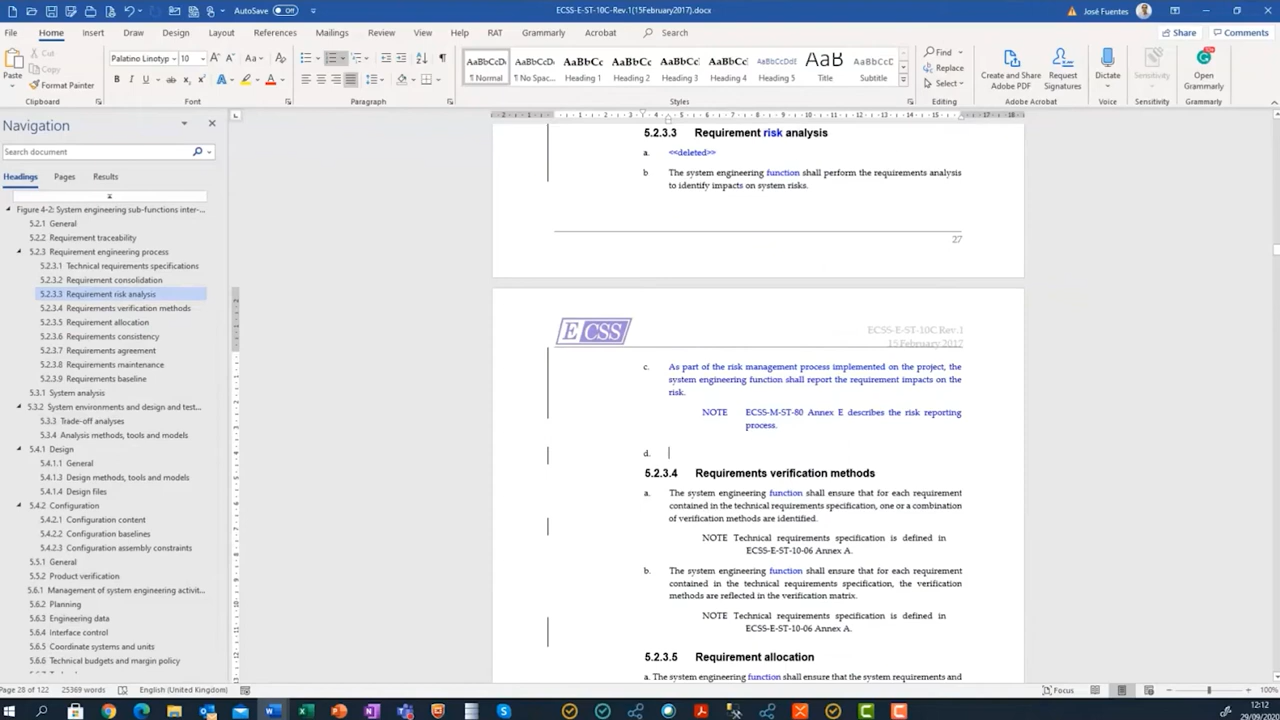 AutoSave Off
ECSS-E-ST-10C-Rev.1(15February2017).docx
José Fuentes
File Home Insert Draw Design Layout References Mailings Review View Help RAT Grammarly Acrobat Search
Share Comments
Paste
Cut
Copy
Format Painter
Clipboard
Palatino Linotyp 10
Font
Paragraph
AaBbCcDd AaBbCcDd AaBbCc AaBbCc AaBbCc AaBbCc AaBbCcDdE AaB AaBbCcD
¶ Normal ¶ No Spac... Heading 1 Heading 2 Heading 3 Heading 4 Heading 5 Title Subtitle
Styles
Find
Replace
Select
Editing
Create and Share Adobe PDF
Request Signatures
Adobe Acrobat
Dictate
Voice
Sensitivity
Sensitivity
Open Grammarly
Grammarly
Navigation
Search document
Headings Pages Results
Figure 4-2: System engineering sub-functions inter-...
5.2.1 General
5.2.2 Requirement traceability
5.2.3 Requirement engineering process
5.2.3.1 Technical requirements specifications
5.2.3.2 Requirement consolidation
5.2.3.3 Requirement risk analysis
5.2.3.4 Requirements verification methods
5.2.3.5 Requirement allocation
5.2.3.6 Requirements consistency
5.2.3.7 Requirements agreement
5.2.3.8 Requirements maintenance
5.2.3.9 Requirements baseline
5.3.1 System analysis
5.3.2 System environments and design and test...
5.3.3 Trade-off analyses
5.3.4 Analysis methods, tools and models
5.4.1 Design
5.4.1.1 General
5.4.1.3 Design methods, tools and models
5.4.1.4 Design files
5.4.2 Configuration
5.4.2.1 Configuration content
5.4.2.2 Configuration baselines
5.4.2.3 Configuration assembly constraints
5.5.1 General
5.5.2 Product verification
5.6.1 Management of system engineering activit...
5.6.2 Planning
5.6.3 Engineering data
5.6.4 Interface control
5.6.5 Coordinate systems and units
5.6.6 Technical budgets and margin policy
5.2.3.3 Requirement risk analysis
a. <<deleted>>
b The system engineering function shall perform the requirements analysis
to identify impacts on system risks.
27
ECSS
ECSS-E-ST-10C Rev.1
15 February 2017
c. As part of the risk management process implemented on the project, the
system engineering function shall report the requirement impacts on the
risk.
NOTE ECSS-M-ST-80 Annex E describes the risk reporting
process.
d.
5.2.3.4 Requirements verification methods
a. The system engineering function shall ensure that for each requirement
contained in the technical requirements specification, one or a combination
of verification methods are identified.
NOTE Technical requirements specification is defined in
ECSS-E-ST-10-06 Annex A.
b. The system engineering function shall ensure that for each requirement
contained in the technical requirements specification, the verification
methods are reflected in the verification matrix.
NOTE Technical requirements specification is defined in
ECSS-E-ST-10-06 Annex A.
5.2.3.5 Requirement allocation
a. The system engineering function shall ensure that the system requirements and
Page 28 of 122 25369 words English (United Kingdom) Focus 100%
12:12
29/09/2020